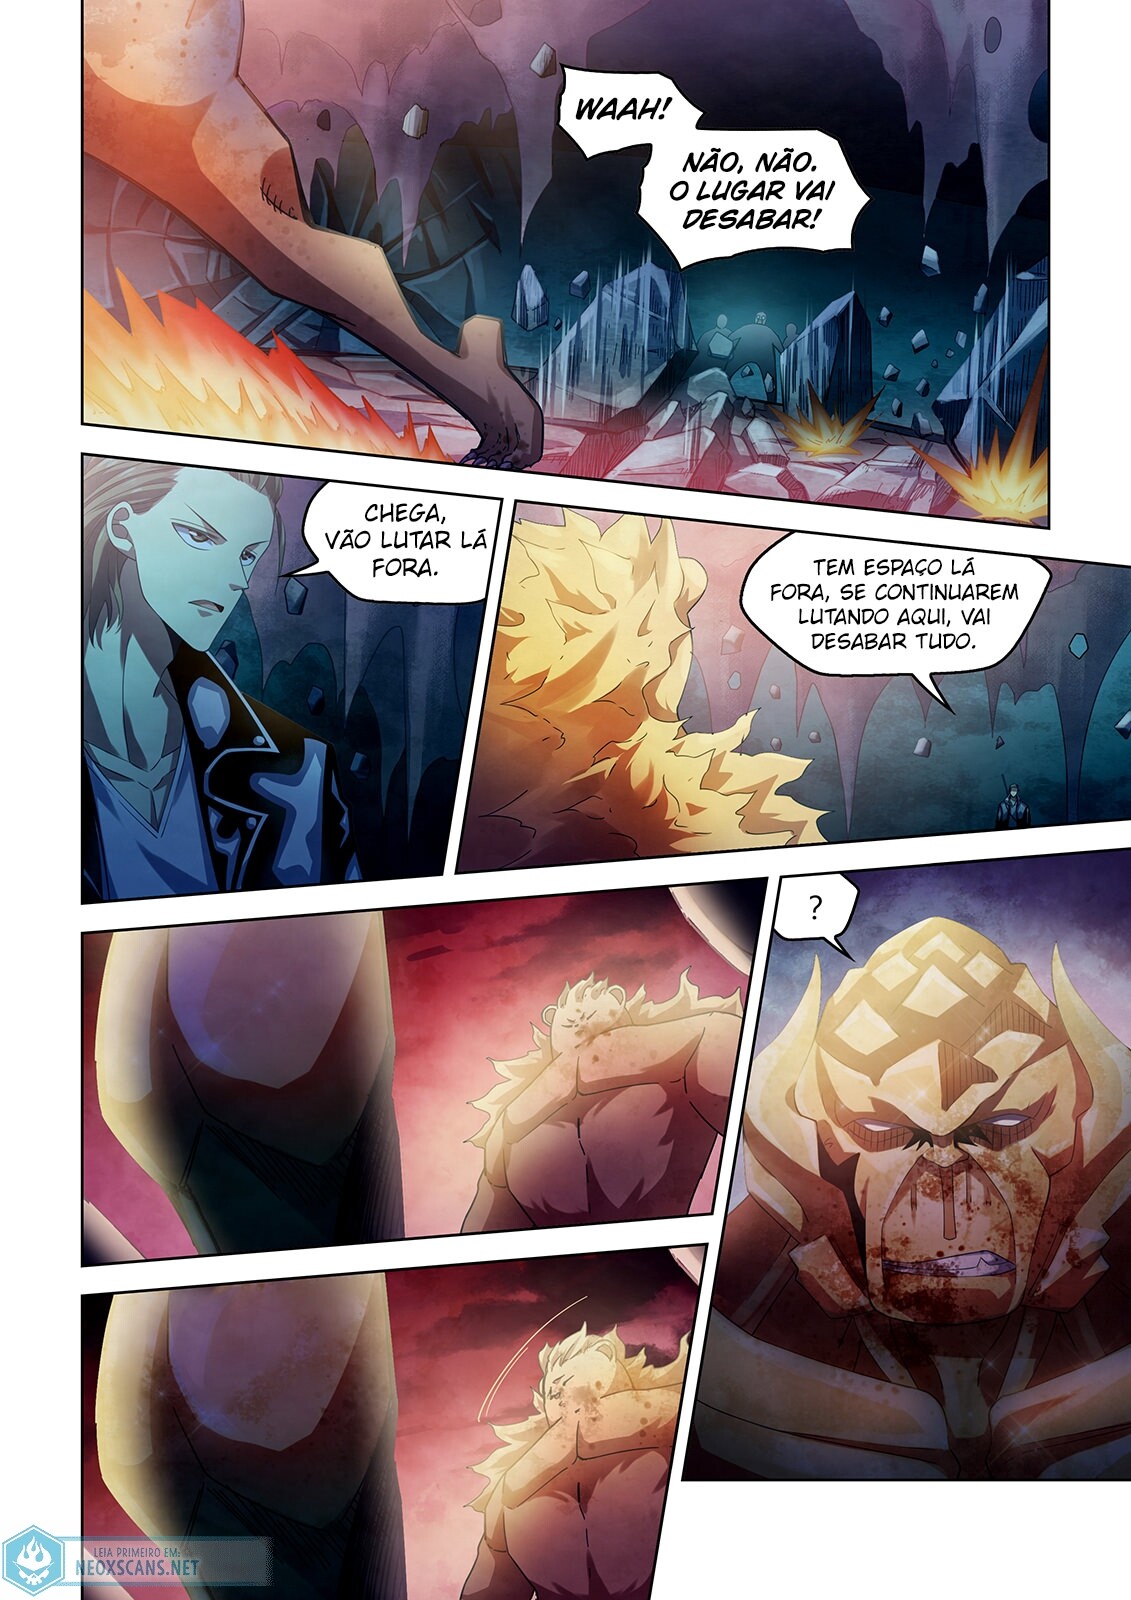 WAAH!
NÃO, NÃO.
O LUGAR VAI
DESABAR!
CHEGA,
VÃO LUTAR LÁ
FORA.
TEM ESPAÇO LÁ
FORA, SE CONTINUAREM
LUTANDO AQUI, VAI
DESABAR TUDO.
?
LEIA PRIMEIRO EM:
NEOXSCANS.NET